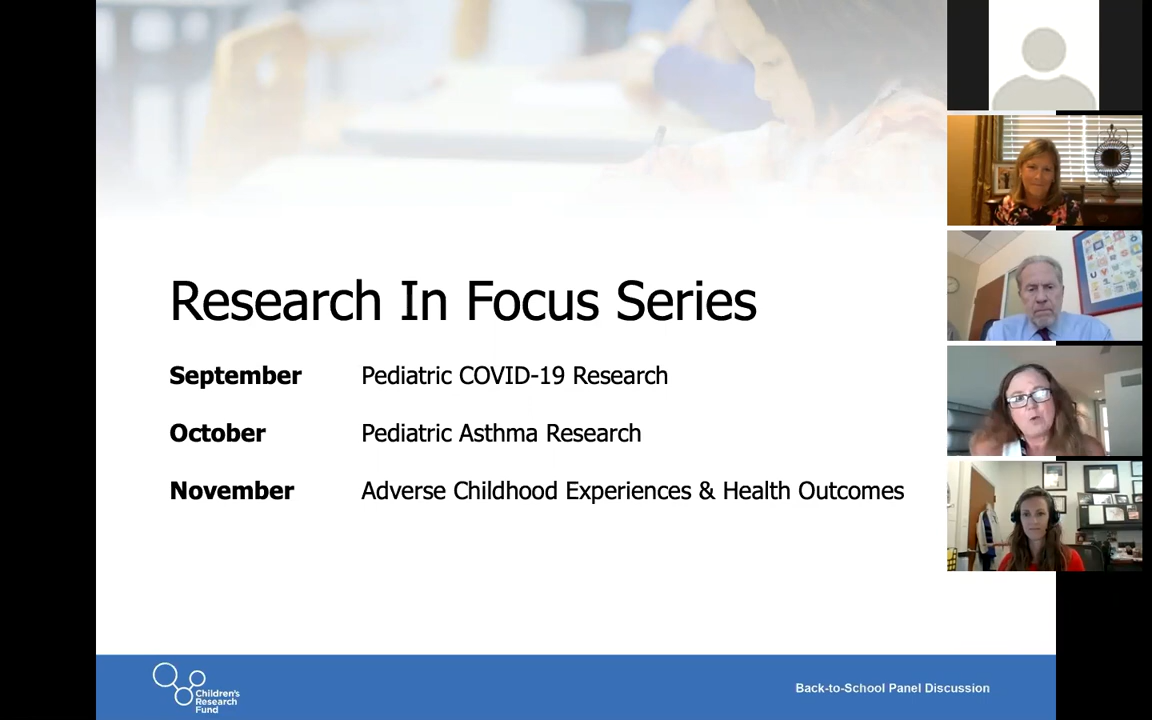 Research In Focus Series
September Pediatric COVID-19 Research
October Pediatric Asthma Research
November Adverse Childhood Experiences & Health Outcomes
Children's
Research
Fund
Back-to-School Panel Discussion